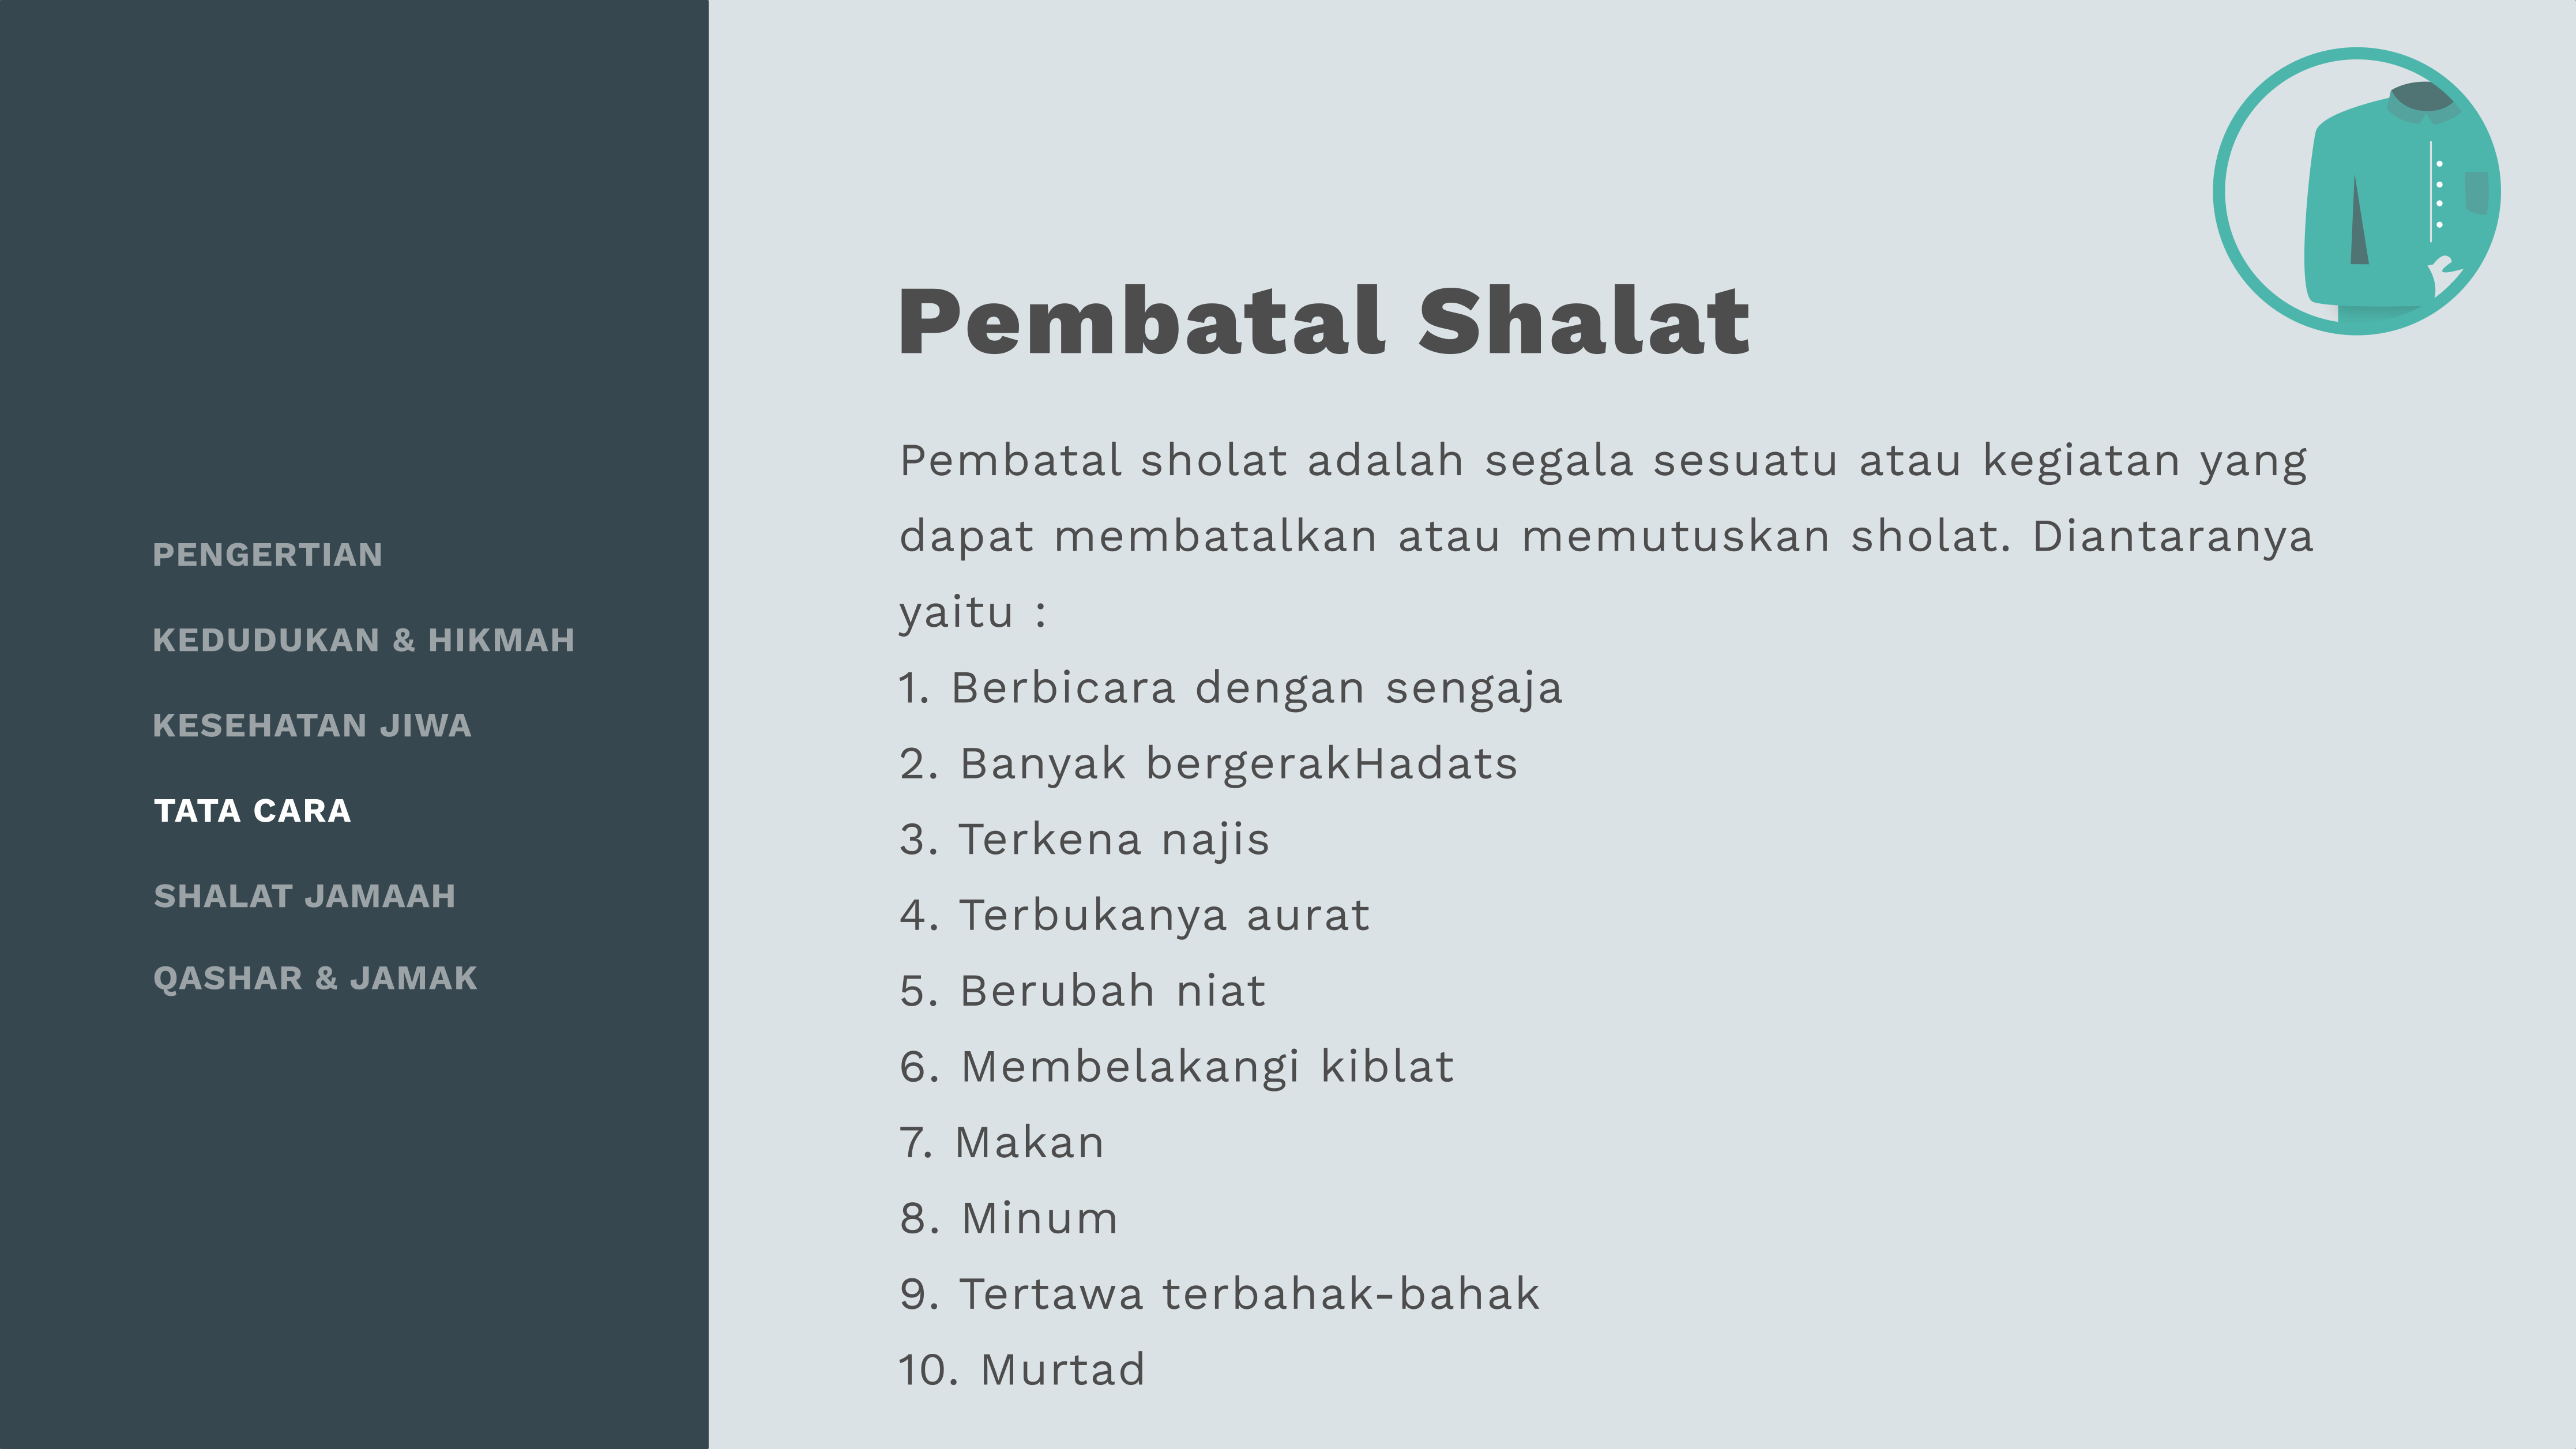 PENGERTIAN
KEDUDUKAN & HIKMAH
KESEHATAN JIWA
TATA CARA
SHALAT JAMAAH
QASHAR & JAMAK
Pembatal Shalat
Pembatal sholat adalah segala sesuatu atau kegiatan yang
dapat membatalkan atau memutuskan sholat. Diantaranya
yaitu :
1. Berbicara dengan sengaja
2. Banyak bergerakHadats
3. Terkena najis
4. Terbukanya aurat
5. Berubah niat
6. Membelakangi kiblat
7. Makan
8. Minum
9. Tertawa terbahak-bahak
10. Murtad